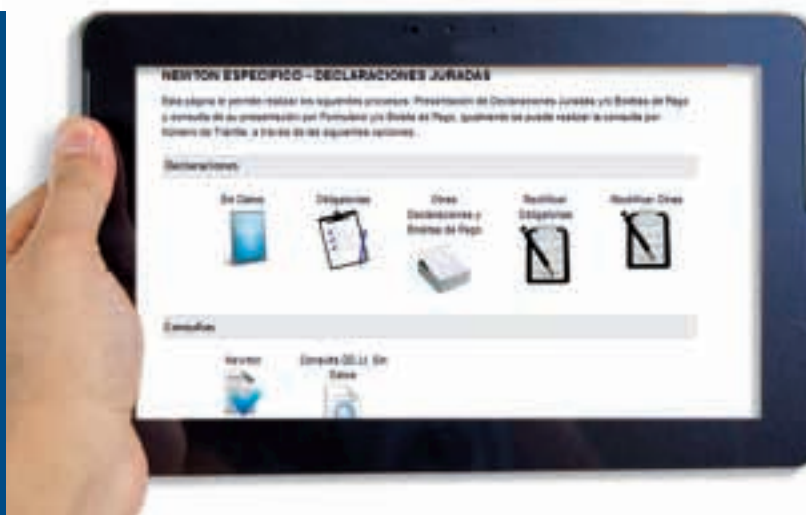 NEWTON ESPECIFICO - DECLARACIONES JURADAS
Esta página le permite realizar los siguientes procesos: Presentación de Declaraciones Juradas y/o Boletas de Pago
y consulta de su presentación por Formulario y/o Boleta de Pago, igualmente se puede realizar la consulta por
Número de Trámite, a través de las siguientes opciones.
Declaraciones
Sin Datos
Obligatorias
Otras
Declaraciones y
Boletas de Pago
Rectificar
Obligatorias
Rectificar Otras
Consultas
Consulta DD.JJ. Sin
Datos